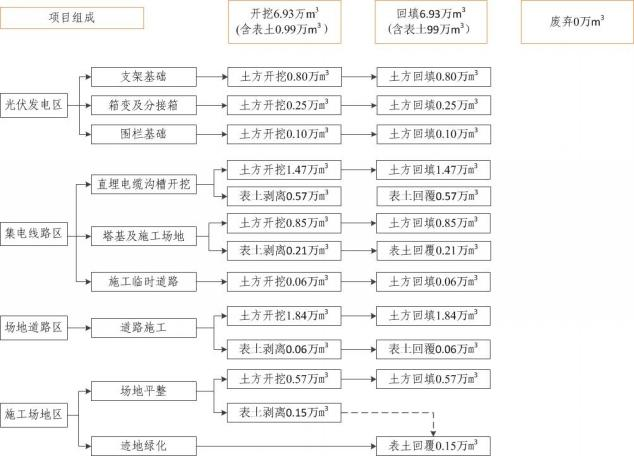 项目组成
开挖6.93万m³
(含表土0.99万m³)
回填6.93万m³
(含表土99万m³)
废弃0万m³
光伏发电区
支架基础
土方开挖0.80万m³
土方回填0.80万m³
箱变及分接箱
土方开挖0.25万m³
土方回填0.25万m³
围栏基础
土方开挖0.10万m³
土方回填0.10万m³
集电线路区
直埋电缆沟槽开挖
土方开挖1.47万m³
土方回填1.47万m³
表土剥离0.57万m³
表土回覆0.57万m³
塔基及施工场地
土方开挖0.85万m³
土方回填0.85万m³
表土剥离0.21万m³
表土回覆0.21万m³
施工临时道路
土方开挖0.06万m³
土方回填0.06万m³
场地道路区
道路施工
土方开挖1.84万m³
土方回填1.84万m³
表土剥离0.06万m³
表土回覆0.06万m³
施工场地区
场地平整
土方开挖0.57万m³
土方回填0.57万m³
表土剥离0.15万m³
迹地绿化
表土回覆0.15万m³